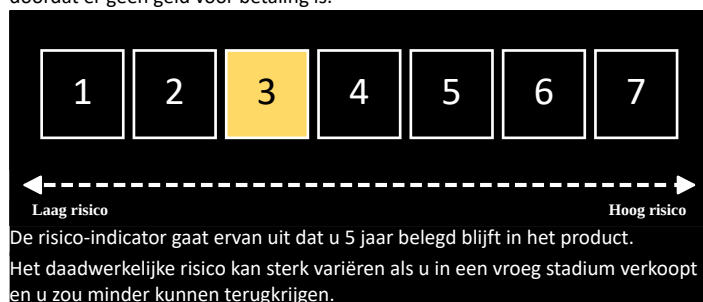 doordat er geen geld voor betaling is.
1 2 3 4 5 6 7
Laag risico Hoog risico
De risico-indicator gaat ervan uit dat u 5 jaar belegd blijft in het product.
Het daadwerkelijke risico kan sterk variëren als u in een vroeg stadium verkoopt
en u zou minder kunnen terugkrijgen.